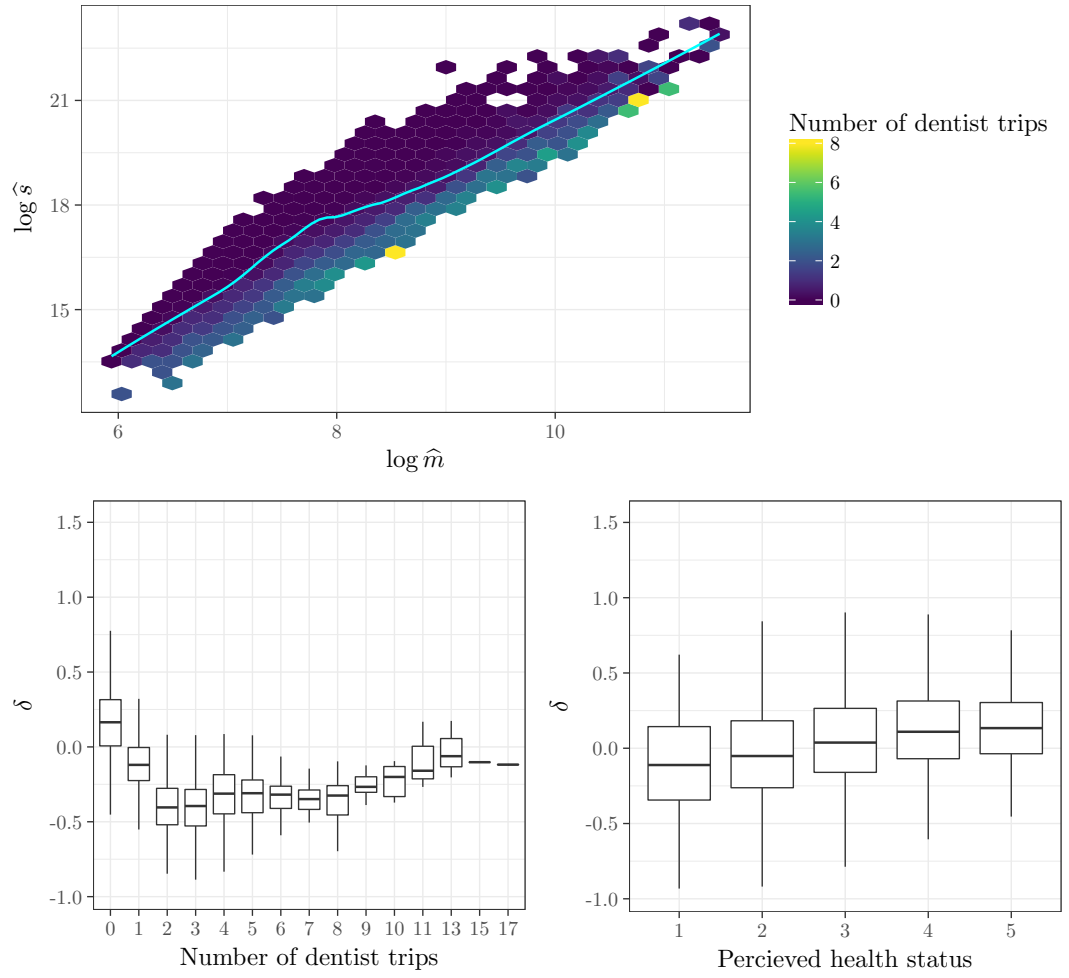 21
18
15
log ŝ
6
8
10
log m̂
Number of dentist trips
8
6
4
2
0
1.5
1.0
0.5
0.0
-0.5
-1.0
δ
0 1 2 3 4 5 6 7 8 9 10 11 13 15 17
Number of dentist trips
1.5
1.0
0.5
0.0
-0.5
-1.0
δ
1 2 3 4 5
Percieved health status